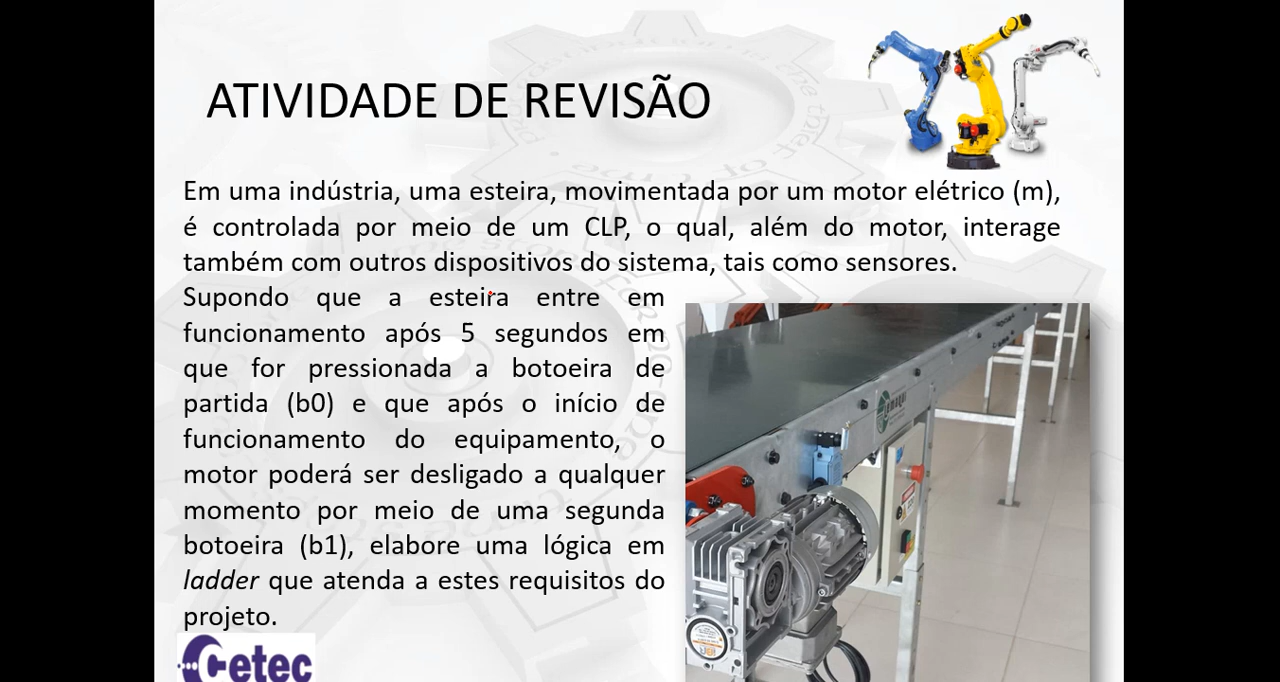 ATIVIDADE DE REVISÃO
Em uma indústria, uma esteira, movimentada por um motor elétrico (m),
é controlada por meio de um CLP, o qual, além do motor, interage
também com outros dispositivos do sistema, tais como sensores.
Supondo que a esteira entre em
funcionamento após 5 segundos em
que for pressionada a botoeira de
partida (b0) e que após o início de
funcionamento do equipamento, o
motor poderá ser desligado a qualquer
momento por meio de uma segunda
botoeira (b1), elabore uma lógica em
ladder que atenda a estes requisitos do
projeto.
Cetec